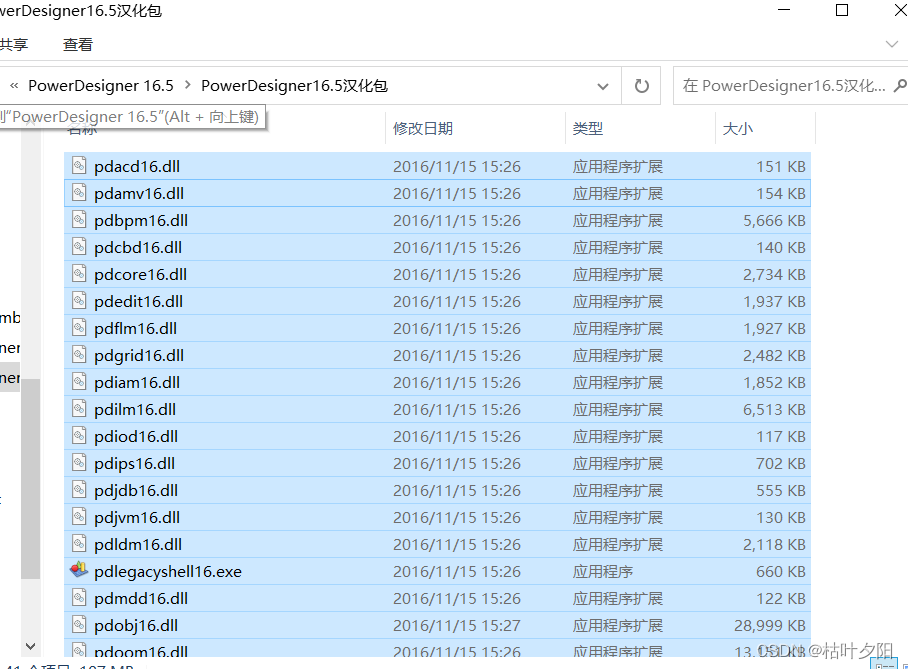 werDesigner16.5汉化包
共享 查看
« PowerDesigner 16.5 › PowerDesigner16.5汉化包 在 PowerDesigner16.5汉化...
到“PowerDesigner 16.5”(Alt + 向上键)
名称 修改日期 类型 大小
pdacd16.dll 2016/11/15 15:26 应用程序扩展 151 KB
pdamv16.dll 2016/11/15 15:26 应用程序扩展 154 KB
pdbpm16.dll 2016/11/15 15:26 应用程序扩展 5,666 KB
pdcbd16.dll 2016/11/15 15:26 应用程序扩展 140 KB
pdcore16.dll 2016/11/15 15:26 应用程序扩展 2,734 KB
pdedit16.dll 2016/11/15 15:26 应用程序扩展 1,937 KB
mb
pdflm16.dll 2016/11/15 15:26 应用程序扩展 1,927 KB
ner
pdgrid16.dll 2016/11/15 15:26 应用程序扩展 2,482 KB
ner
pdiam16.dll 2016/11/15 15:26 应用程序扩展 1,852 KB
pdilm16.dll 2016/11/15 15:26 应用程序扩展 6,513 KB
pdiod16.dll 2016/11/15 15:26 应用程序扩展 117 KB
pdips16.dll 2016/11/15 15:26 应用程序扩展 702 KB
pdjdb16.dll 2016/11/15 15:26 应用程序扩展 555 KB
pdjvm16.dll 2016/11/15 15:26 应用程序扩展 130 KB
pdldm16.dll 2016/11/15 15:26 应用程序扩展 2,118 KB
pdlegacyshell16.exe 2016/11/15 15:26 应用程序 660 KB
pdmdd16.dll 2016/11/15 15:26 应用程序扩展 122 KB
pdobj16.dll 2016/11/15 15:27 应用程序扩展 28,999 KB
pdoom16.dll 2016/11/15 15:26 应用程序扩展
CSDN @枯叶夕阳